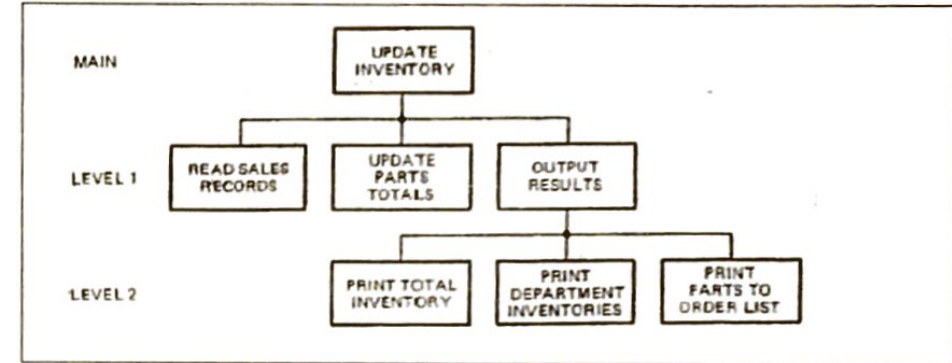 MAIN
UPDATE
INVENTORY
LEVEL 1
READ SALES
RECORDS
UPDATE
PARTS
TOTALS
OUTPUT
RESULTS
LEVEL 2
PRINT TOTAL
INVENTORY
PRINT
DEPARTMENT
INVENTORIES
PRINT
PARTS TO
ORDER LIST